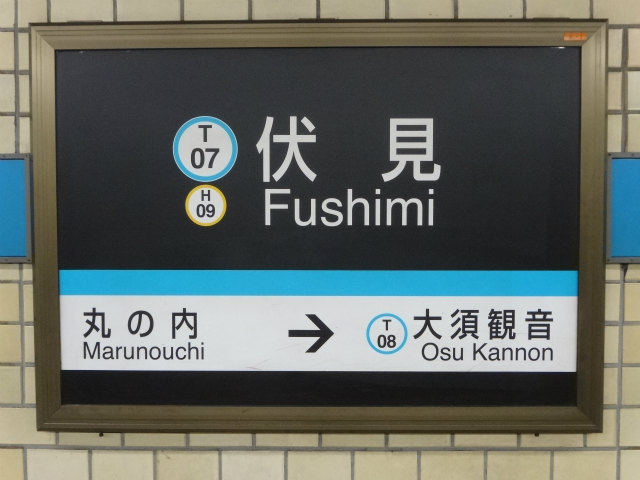 T
07
伏見
H
09
Fushimi
丸の内
Marunouchi
→
T
08
大須観音
Osu Kannon